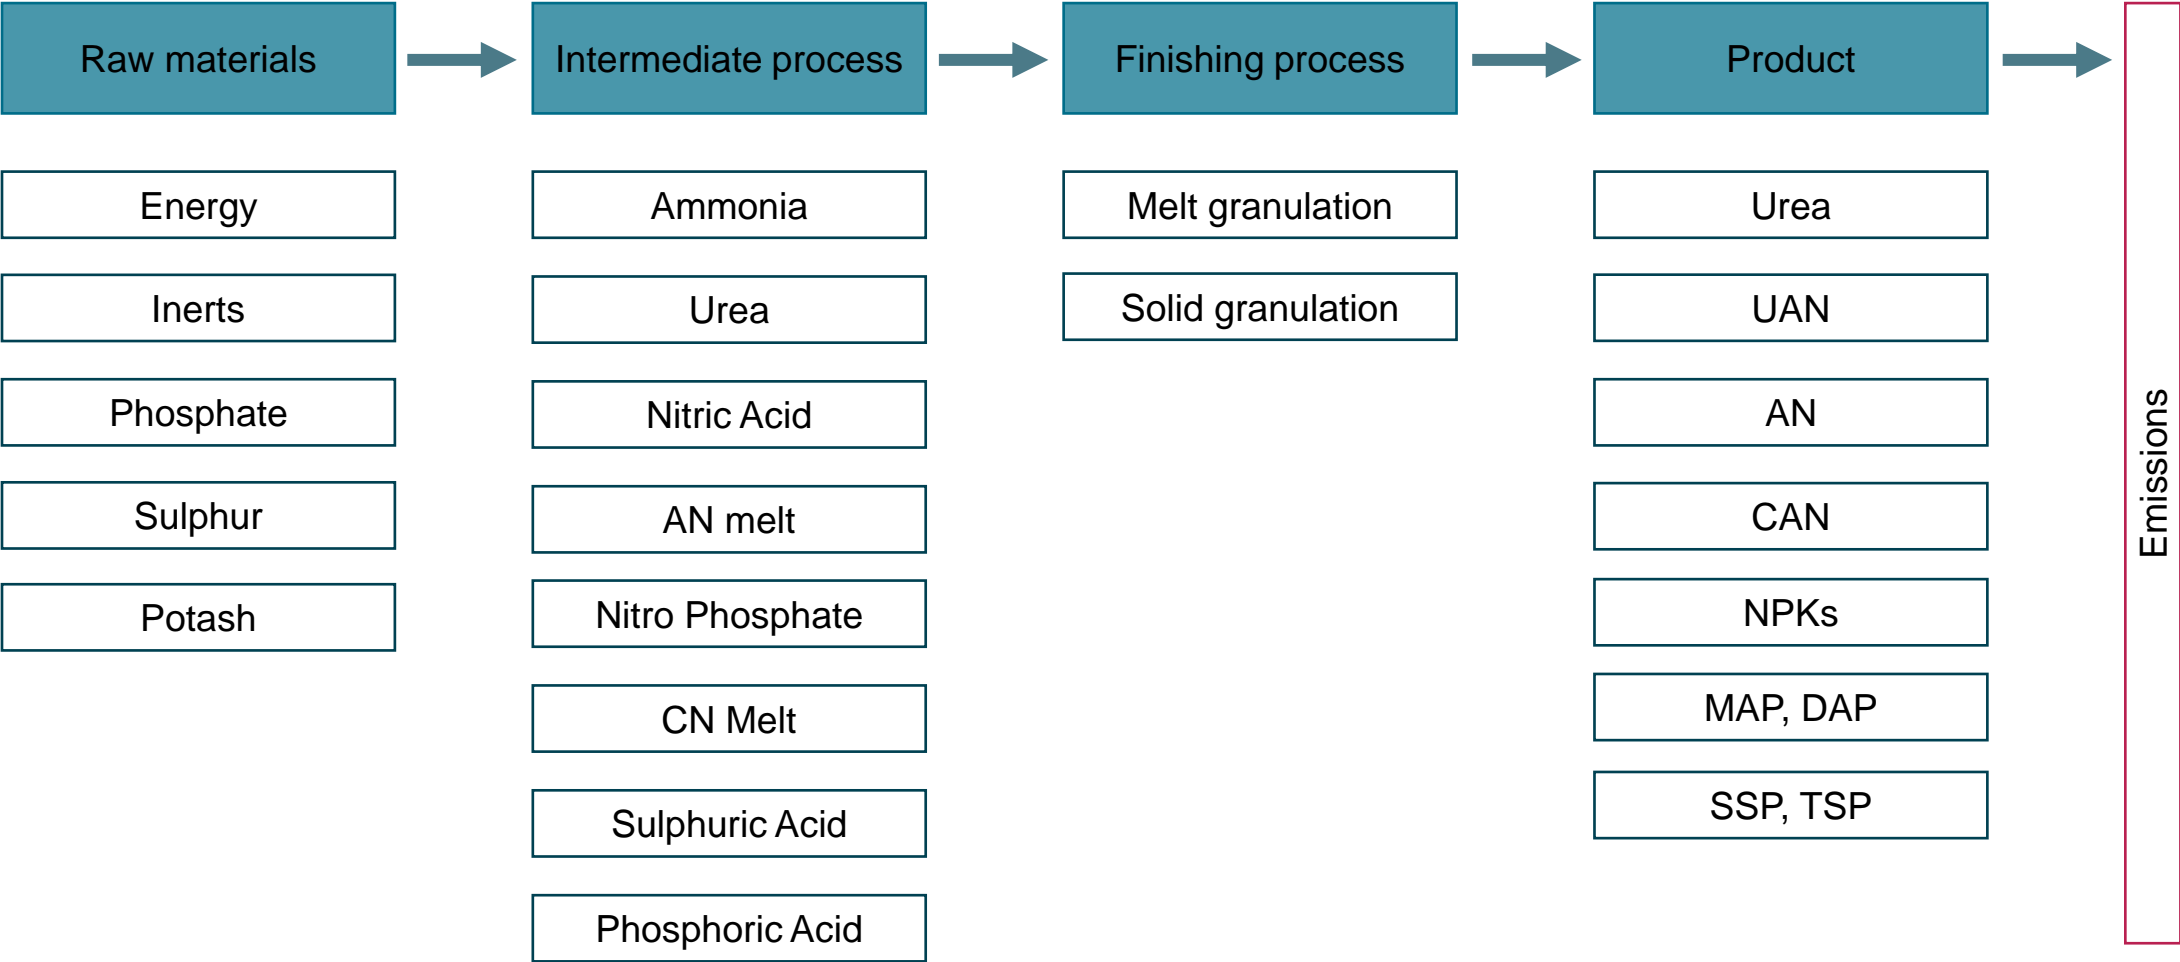 Raw materials
Intermediate process
Finishing process
Product
Energy
Inerts
Phosphate
Sulphur
Potash
Ammonia
Urea
Nitric Acid
AN melt
Nitro Phosphate
CN Melt
Sulphuric Acid
Phosphoric Acid
Melt granulation
Solid granulation
Urea
UAN
AN
CAN
NPKs
MAP, DAP
SSP, TSP
Emissions